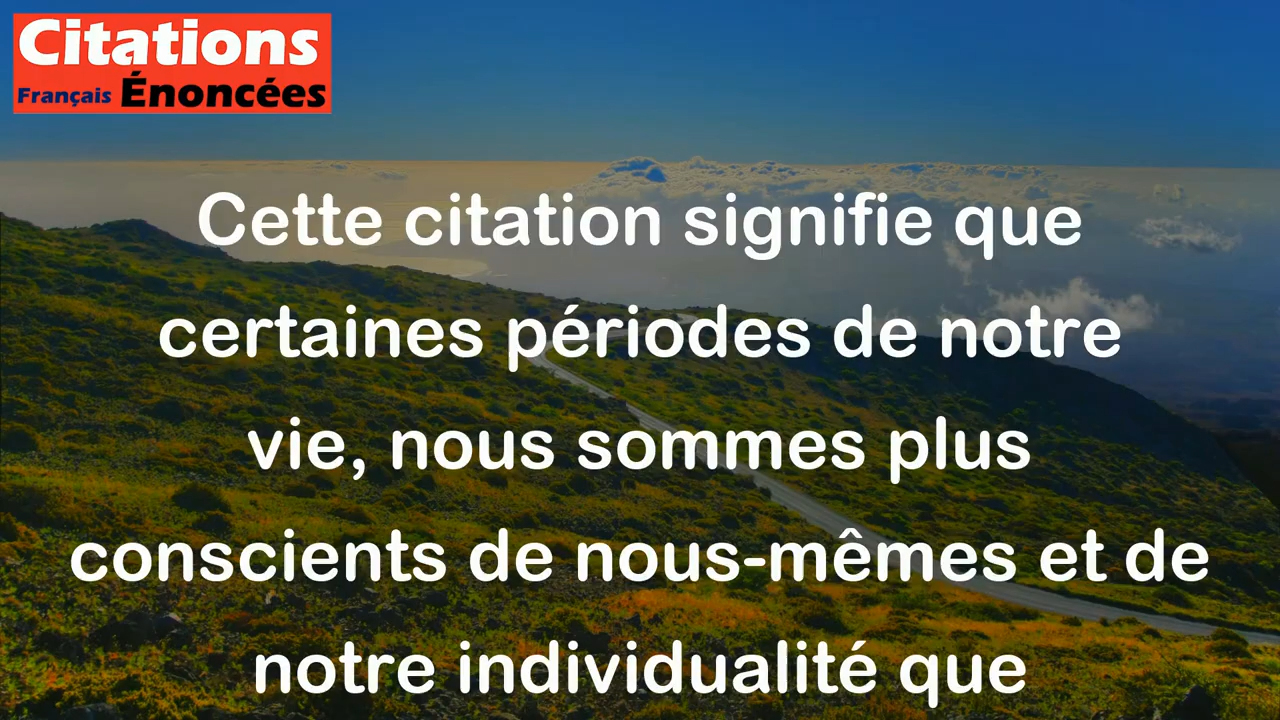 Citations
Français Énoncées
Cette citation signifie que
certaines périodes de notre
vie, nous sommes plus
conscients de nous-mêmes et de
notre individualité que